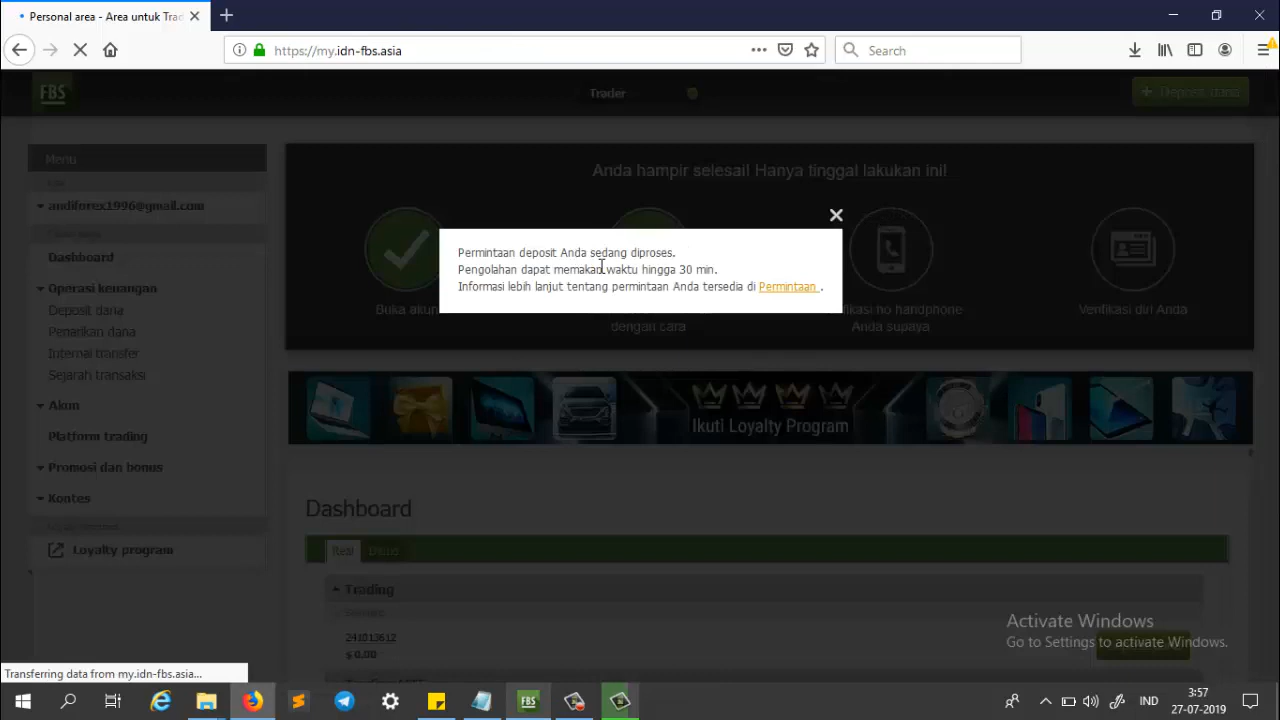 Personal area - Area untuk Trad
https://my.idn-fbs.asia
Search
FBS
Trader
+ Deposit dana
Menu
andiforex1996@gmail.com
Dashboard
Operasi keuangan
Deposit dana
Penarikan dana
Internal transfer
Sejarah transaksi
Akun
Platform trading
Promosi dan bonus
Kontes
Loyalty program
Anda hampir selesai! Hanya tinggal lakukan ini!
Permintaan deposit Anda sedang diproses.
Pengolahan dapat memakan waktu hingga 30 min.
Informasi lebih lanjut tentang permintaan Anda tersedia di Permintaan .
Buka akun
dengan cara
fikasi no handphone
Anda supaya
Verifikasi diri Anda
Ikuti Loyalty Program
Dashboard
Real
Trading
241013612
$ 0.00
Activate Windows
Go to Settings to activate Windows.
Transferring data from my.idn-fbs.asia...
FBS
IND
3:57
27-07-2019